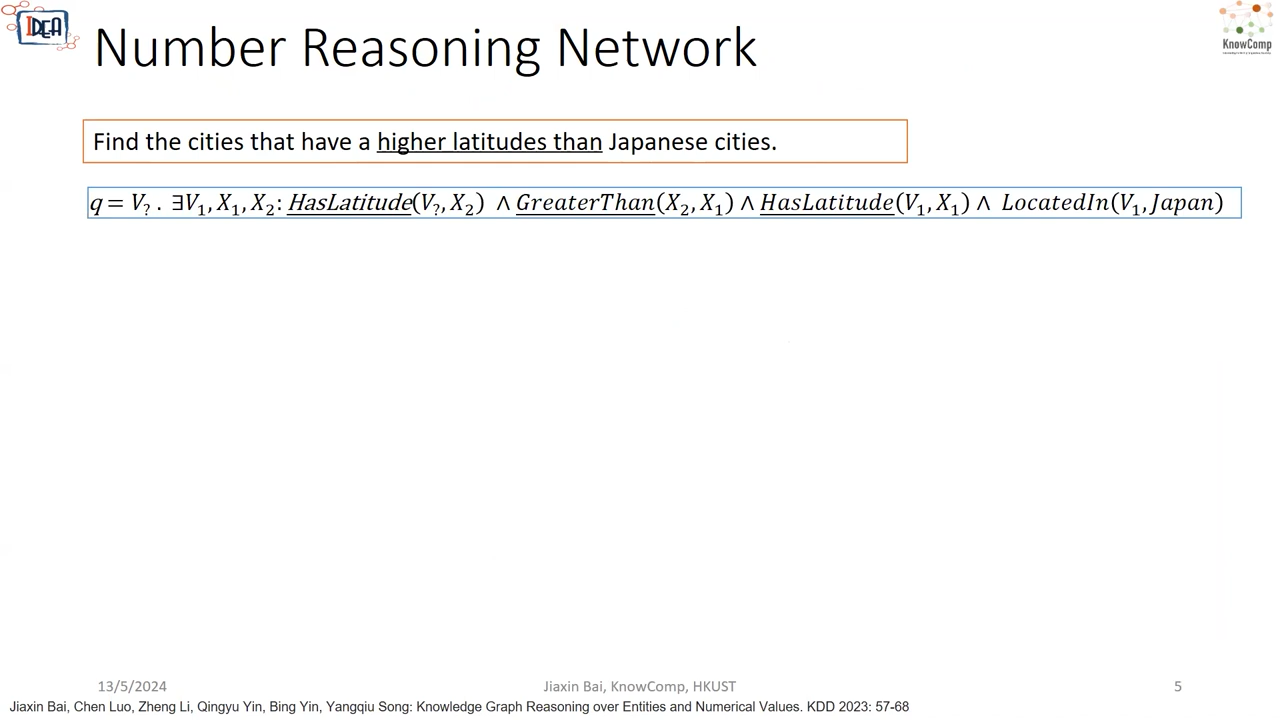 IDEA
KnowComp
Number Reasoning Network
Find the cities that have a higher latitudes than Japanese cities.
q = V? . ∃V₁, X₁, X₂: HasLatitude(V?, X₂) ∧ GreaterThan(X₂, X₁) ∧ HasLatitude(V₁, X₁) ∧ LocatedIn(V₁, Japan)
13/5/2024 Jiaxin Bai, KnowComp, HKUST 5
Jiaxin Bai, Chen Luo, Zheng Li, Qingyu Yin, Bing Yin, Yangqiu Song: Knowledge Graph Reasoning over Entities and Numerical Values. KDD 2023: 57-68